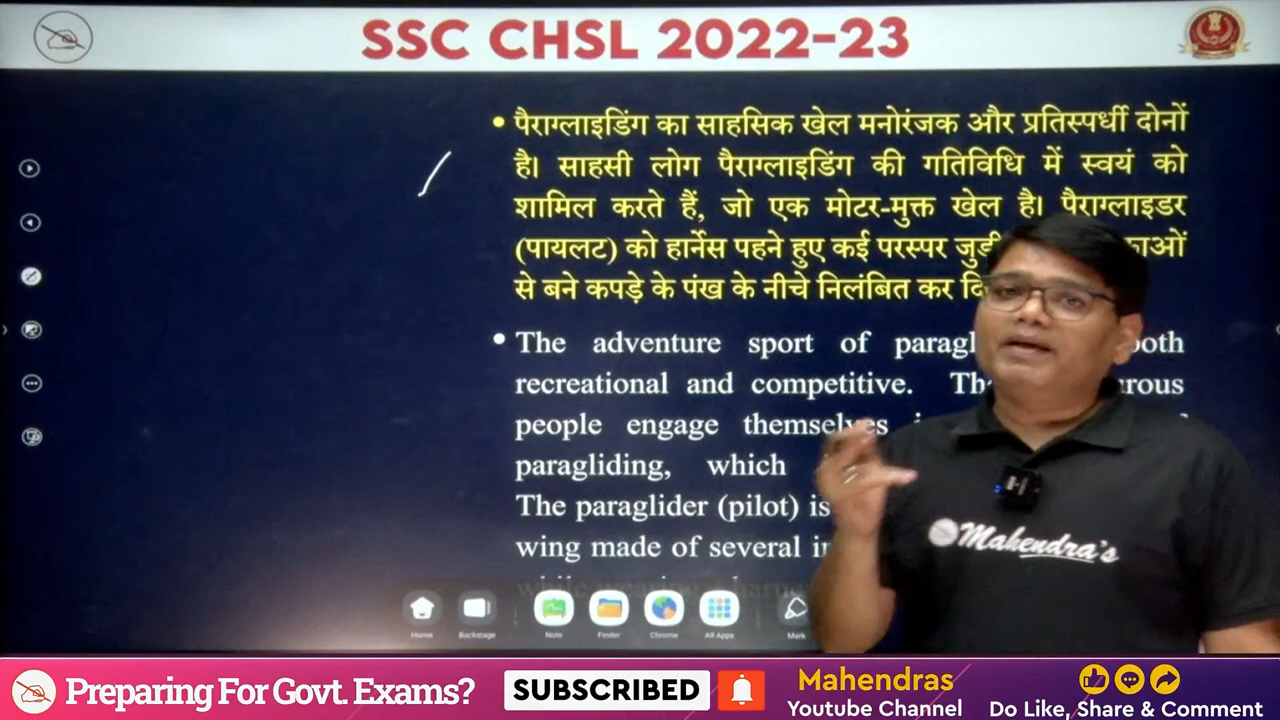 SSC CHSL 2022-23
• पैराग्लाइडिंग का साहसिक खेल मनोरंजक और प्रतिस्पर्धी दोनों
है। साहसी लोग पैराग्लाइडिंग की गतिविधि में स्वयं को
शामिल करते हैं, जो एक मोटर-मुक्त खेल है। पैराग्लाइडर
(पायलट) को हार्नेस पहने हुए कई परस्पर
से बने कपड़े के पंख के नीचे निलंबित कर
• The adventure sport of both
recreational and competitive.
people engage themselves
paragliding, which
The paraglider (pilot) is
wing made of several
while wearing a
Home Backstage Note Finder Chrome All Apps Mark
Mahendra's
Preparing For Govt. Exams? SUBSCRIBED Mahendras
Youtube Channel Do Like, Share & Comment